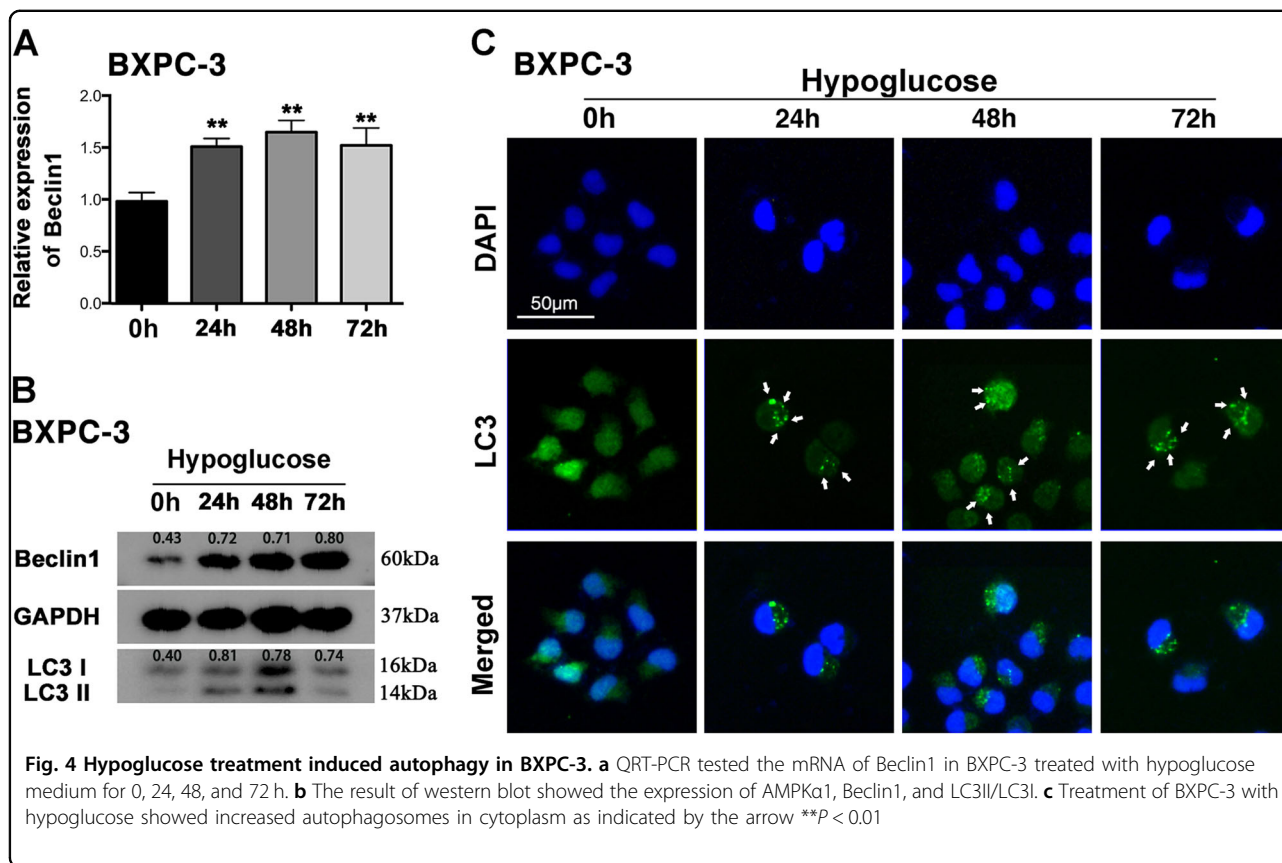 A
BXPC-3
Relative expression
of Beclin1
2.0
1.5
1.0
0.5
0.0
** ** **
0h 24h 48h 72h
B
BXPC-3
Hypoglucose
0h 24h 48h 72h
0.43 0.72 0.71 0.80
Beclin1 60kDa
GAPDH 37kDa
0.40 0.81 0.78 0.74
LC3 I 16kDa
LC3 II 14kDa
C
BXPC-3
Hypoglucose
0h 24h 48h 72h
DAPI
50μm
LC3
Merged
Fig. 4 Hypoglucose treatment induced autophagy in BXPC-3. a QRT-PCR tested the mRNA of Beclin1 in BXPC-3 treated with hypoglucose
medium for 0, 24, 48, and 72 h. b The result of western blot showed the expression of AMPKα1, Beclin1, and LC3II/LC3I. c Treatment of BXPC-3 with
hypoglucose showed increased autophagosomes in cytoplasm as indicated by the arrow **P < 0.01